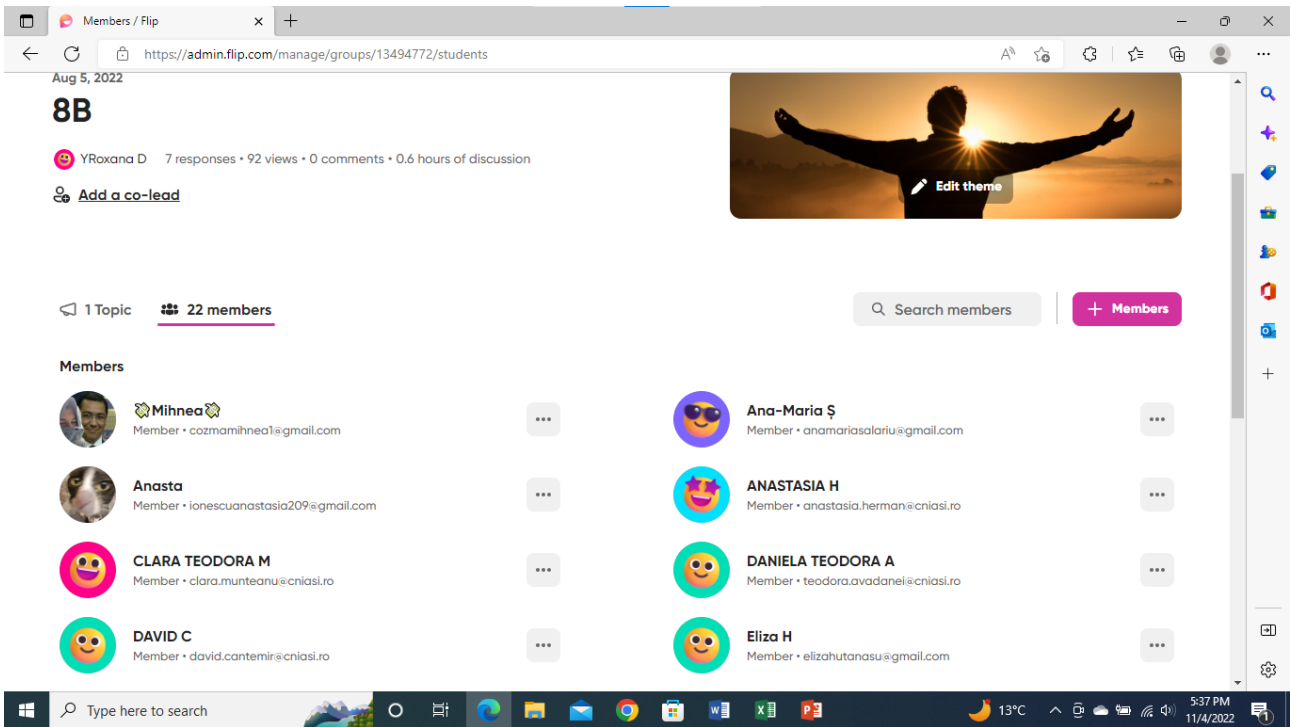 Members / Flip
https://admin.flip.com/manage/groups/13494772/students
Aug 5, 2022
8B
YRoxana D 7 responses • 92 views • 0 comments • 0.6 hours of discussion
Add a co-lead
Edit theme
1 Topic 22 members
Search members
+ Members
Members
Mihnea
Member • cozmamihnea1@gmail.com
Ana-Maria Ș
Member • anamariasalariu@gmail.com
Anasta
Member • ionescuanastasia209@gmail.com
ANASTASIA H
Member • anastasia.herman@cniasi.ro
CLARA TEODORA M
Member • clara.munteanu@cniasi.ro
DANIELA TEODORA A
Member • teodora.avadanei@cniasi.ro
DAVID C
Member • david.cantemir@cniasi.ro
Eliza H
Member • elizahutanasu@gmail.com
Type here to search
13°C
5:37 PM
11/4/2022
1